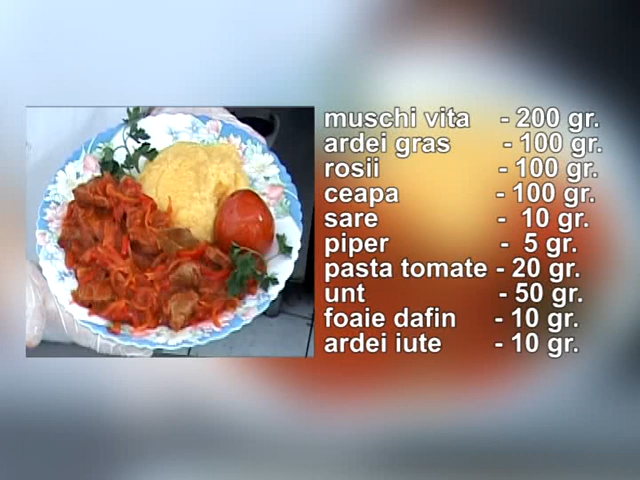 muschi vita - 200 gr.
ardei gras - 100 gr.
rosii - 100 gr.
ceapa - 100 gr.
sare - 10 gr.
piper - 5 gr.
pasta tomate - 20 gr.
unt - 50 gr.
foaie dafin - 10 gr.
ardei iute - 10 gr.